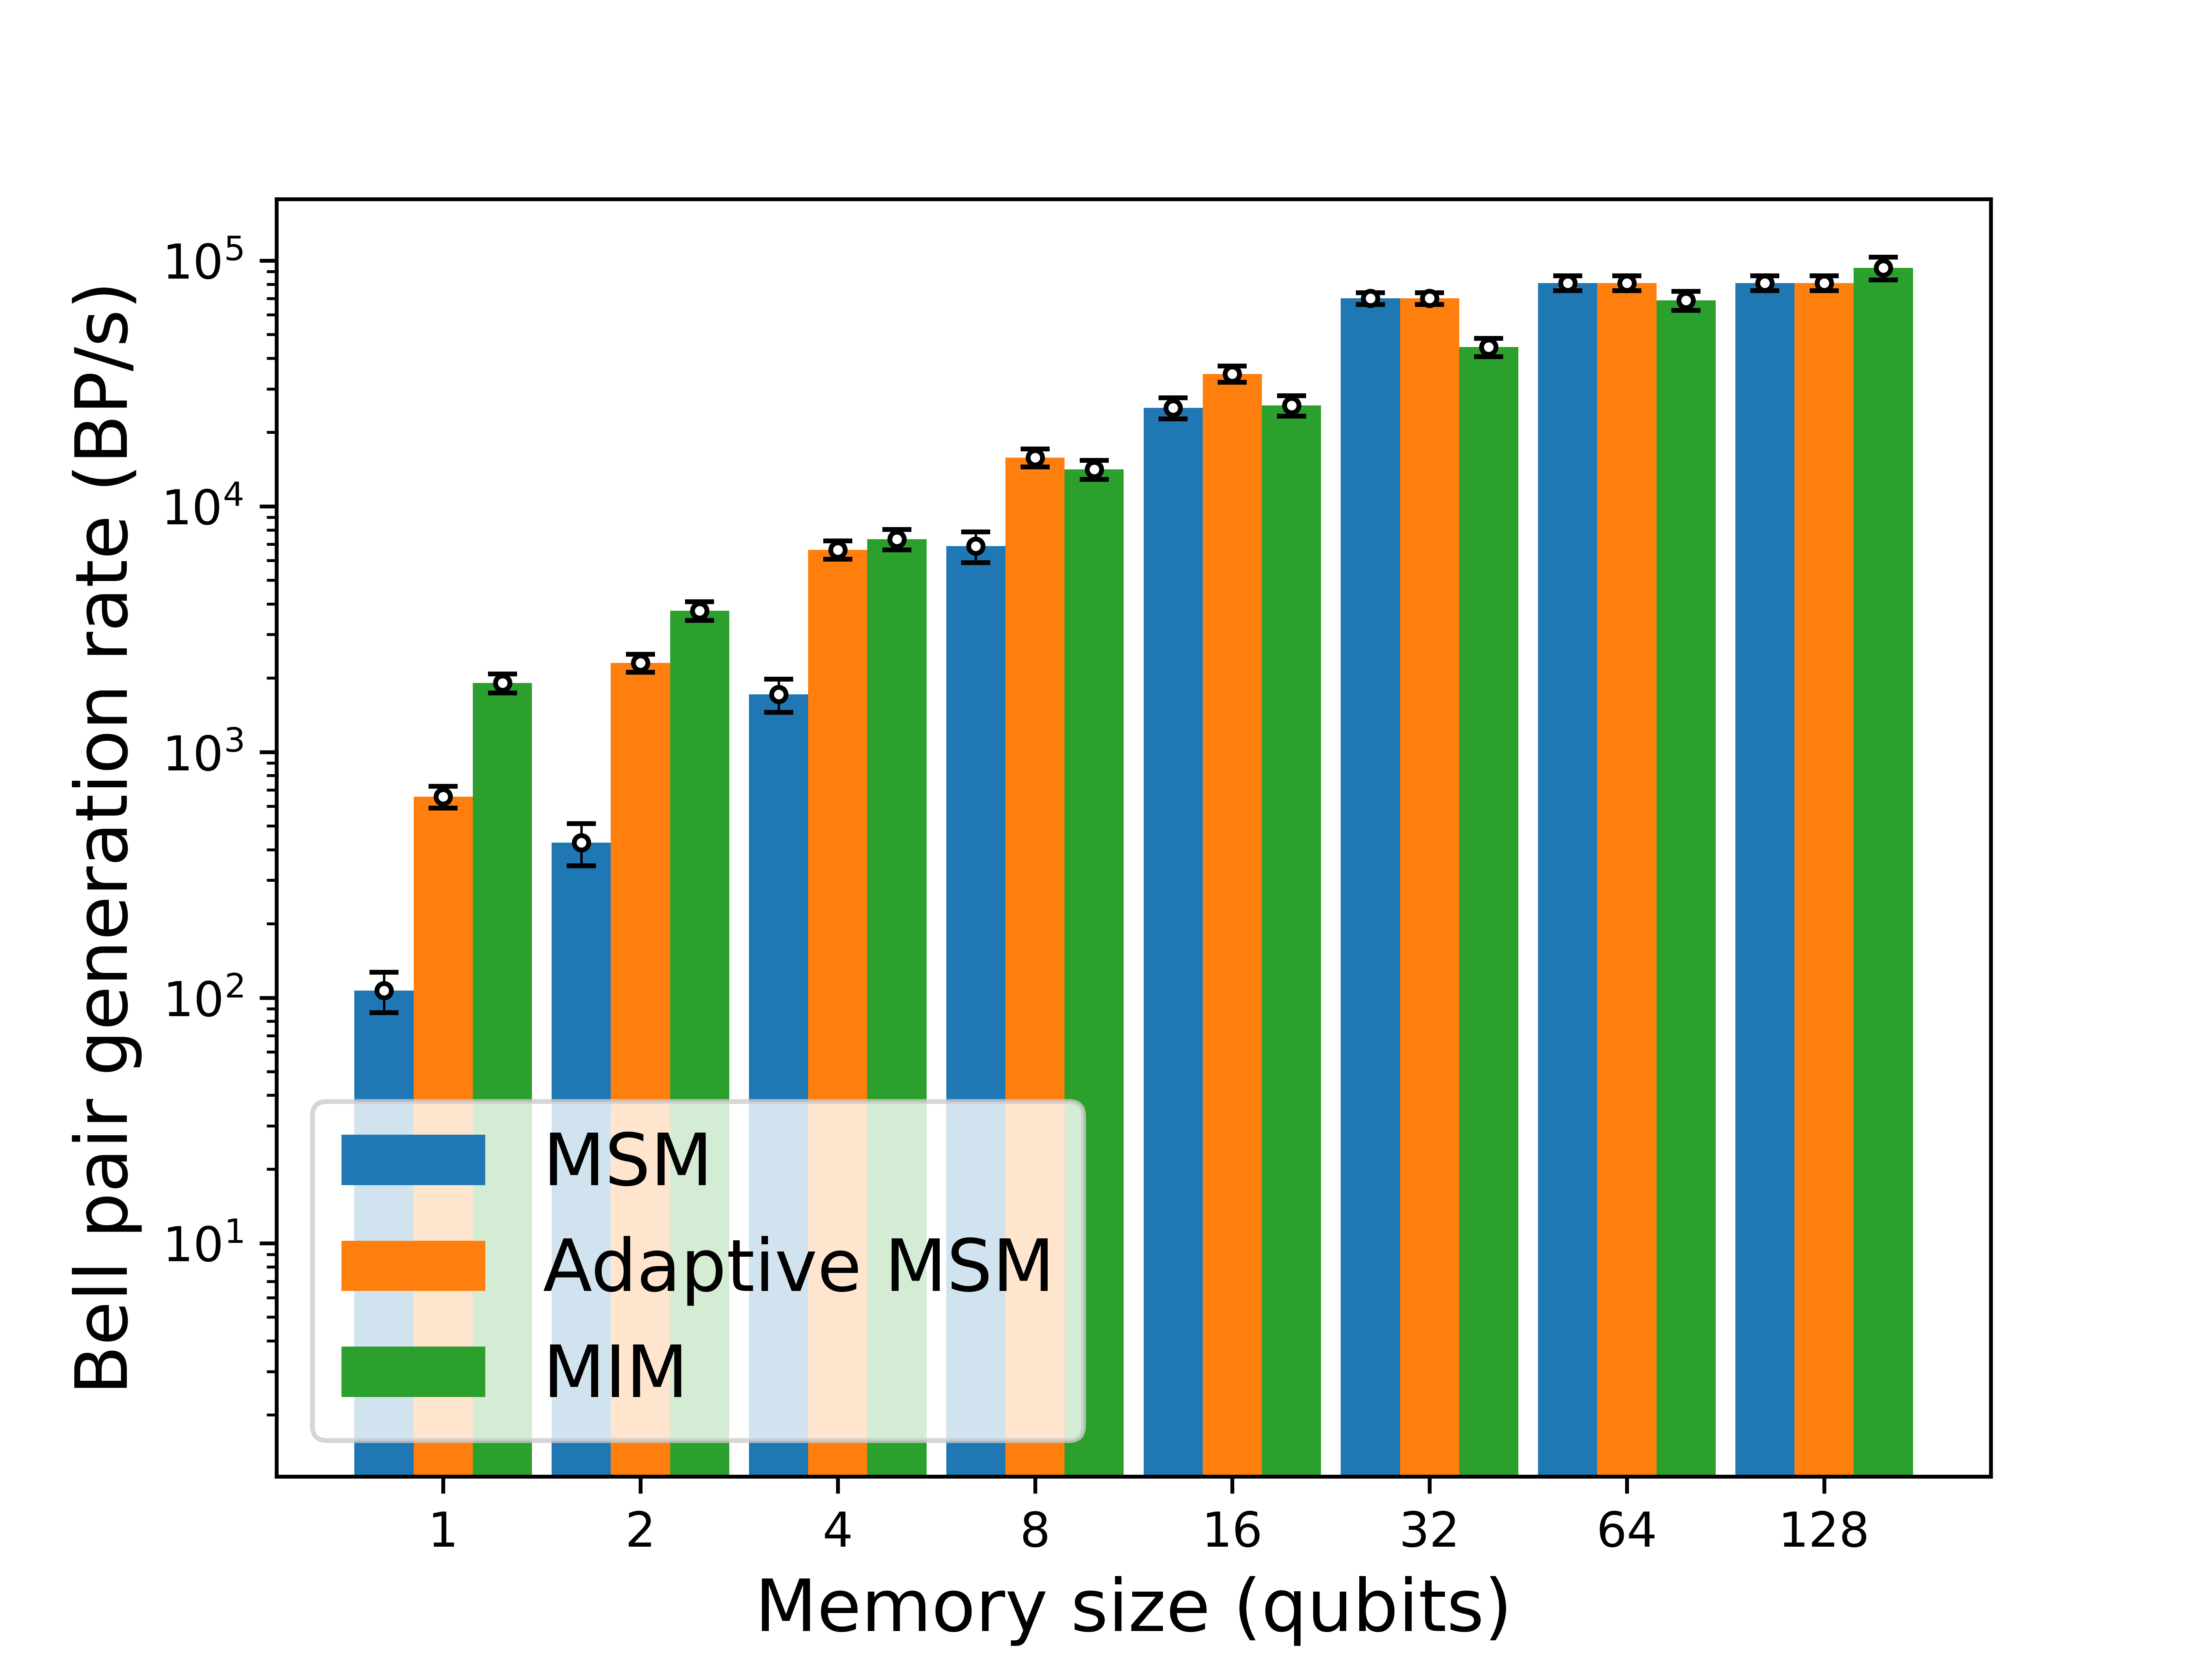 Bell pair generation rate (BP/s)
10^5
10^4
10^3
10^2
10^1
MSM
Adaptive MSM
MIM
1 2 4 8 16 32 64 128
Memory size (qubits)